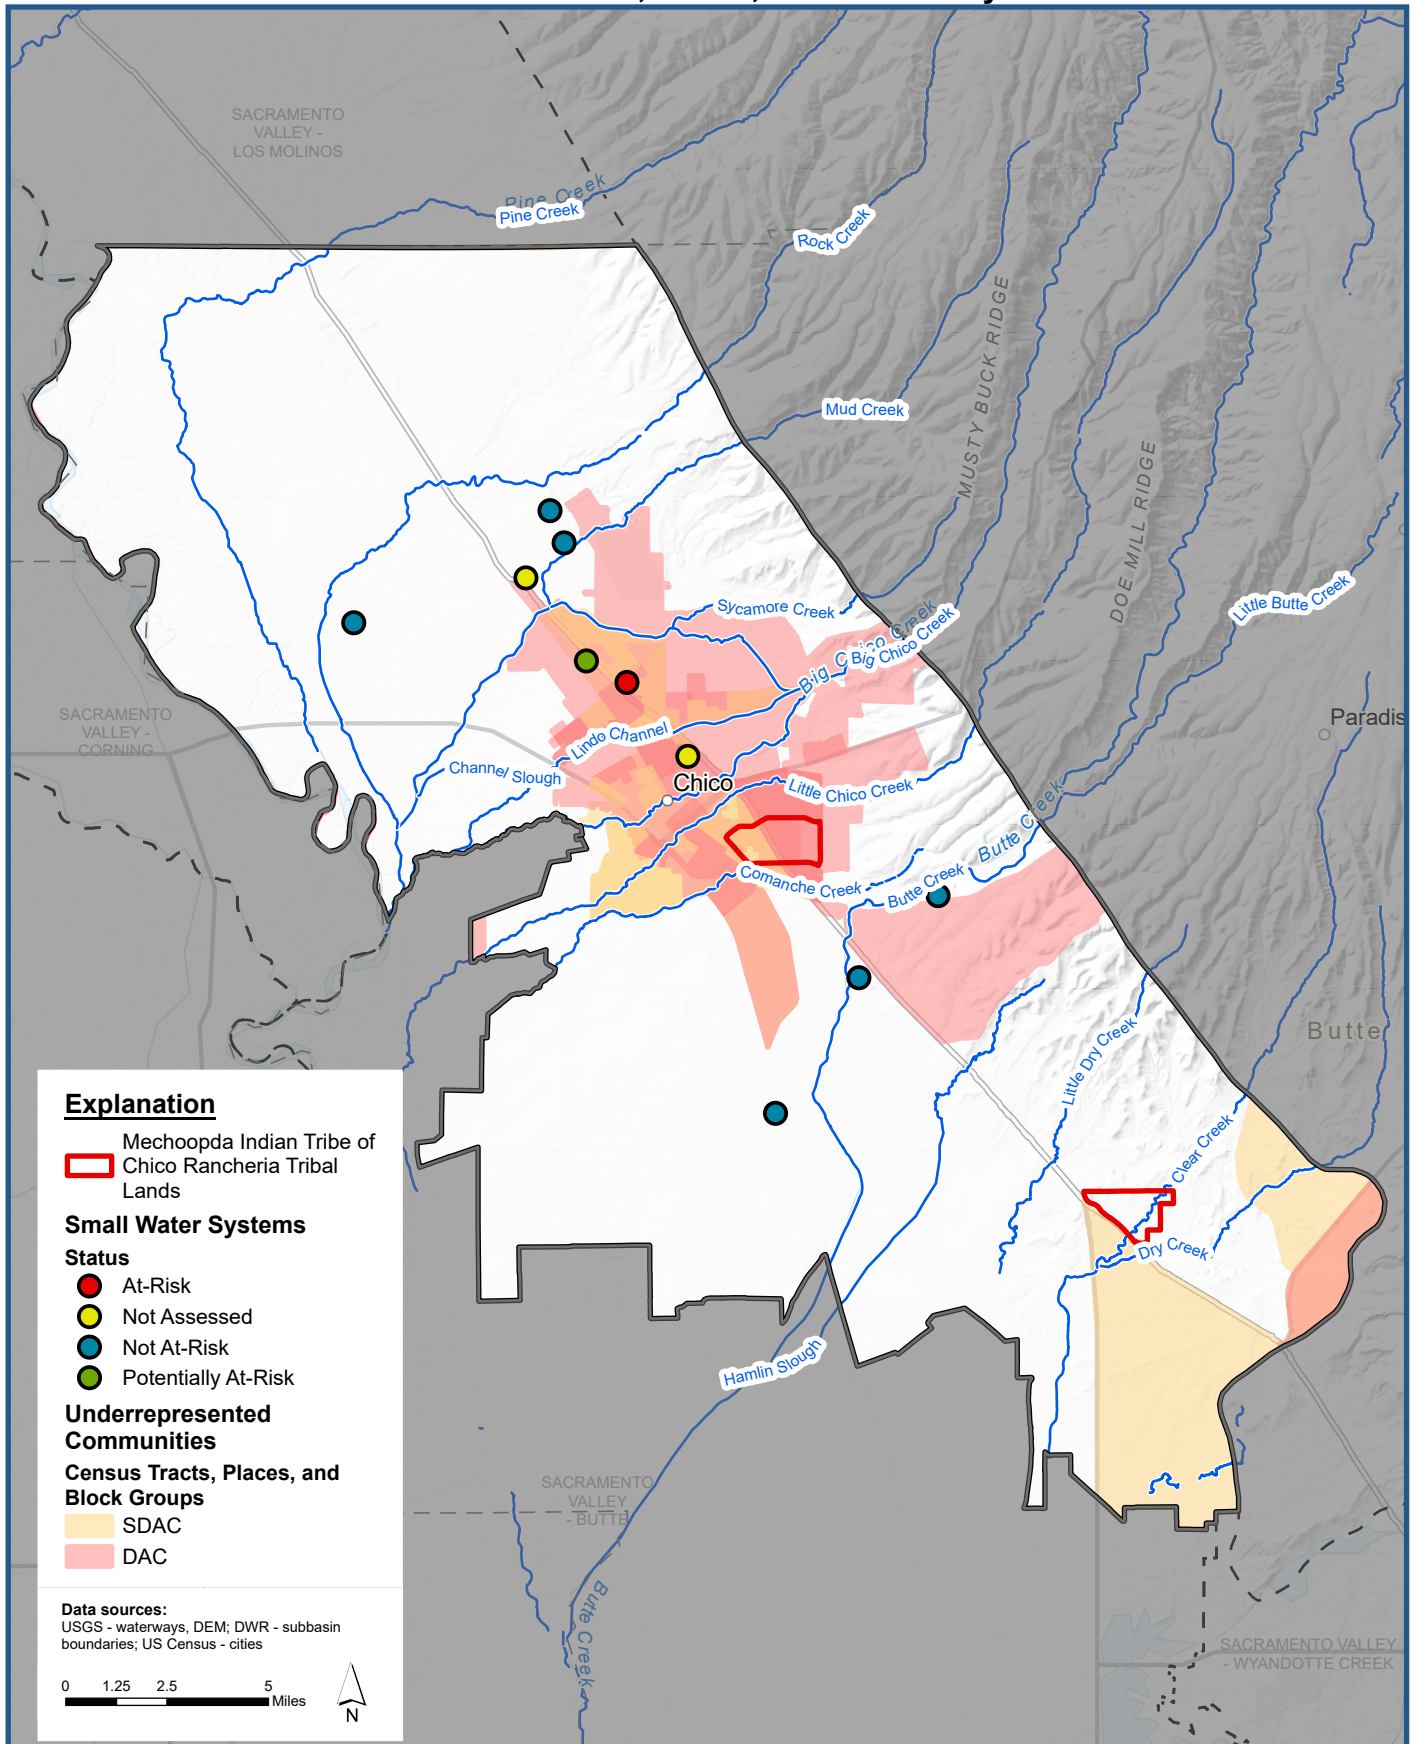 SACRAMENTO
VALLEY -
LOS MOLINOS
Pine Creek
Pine Creek
Rock Creek
MUSTY BUCK RIDGE
Mud Creek
DOE MILL RIDGE
Little Butte Creek
Sycamore Creek
Big Chico Creek
Big Chico Creek
SACRAMENTO
VALLEY -
CORNING
Paradis
Lindo Channel
Channel Slough
Chico
Little Chico Creek
Butte Creek
Comanche Creek
Butte Creek
Butte
Little Dry Creek
Clear Creek
Dry Creek
Hamlin Slough
SACRAMENTO
VALLEY
- BUTTE
Butte Creek
SACRAMENTO VALLEY
- WYANDOTTE CREEK
Explanation
Mechoopda Indian Tribe of
Chico Rancheria Tribal
Lands
Small Water Systems
Status
At-Risk
Not Assessed
Not At-Risk
Potentially At-Risk
Underrepresented
Communities
Census Tracts, Places, and
Block Groups
SDAC
DAC
Data sources:
USGS - waterways, DEM; DWR - subbasin
boundaries; US Census - cities
0 1.25 2.5 5
Miles
N